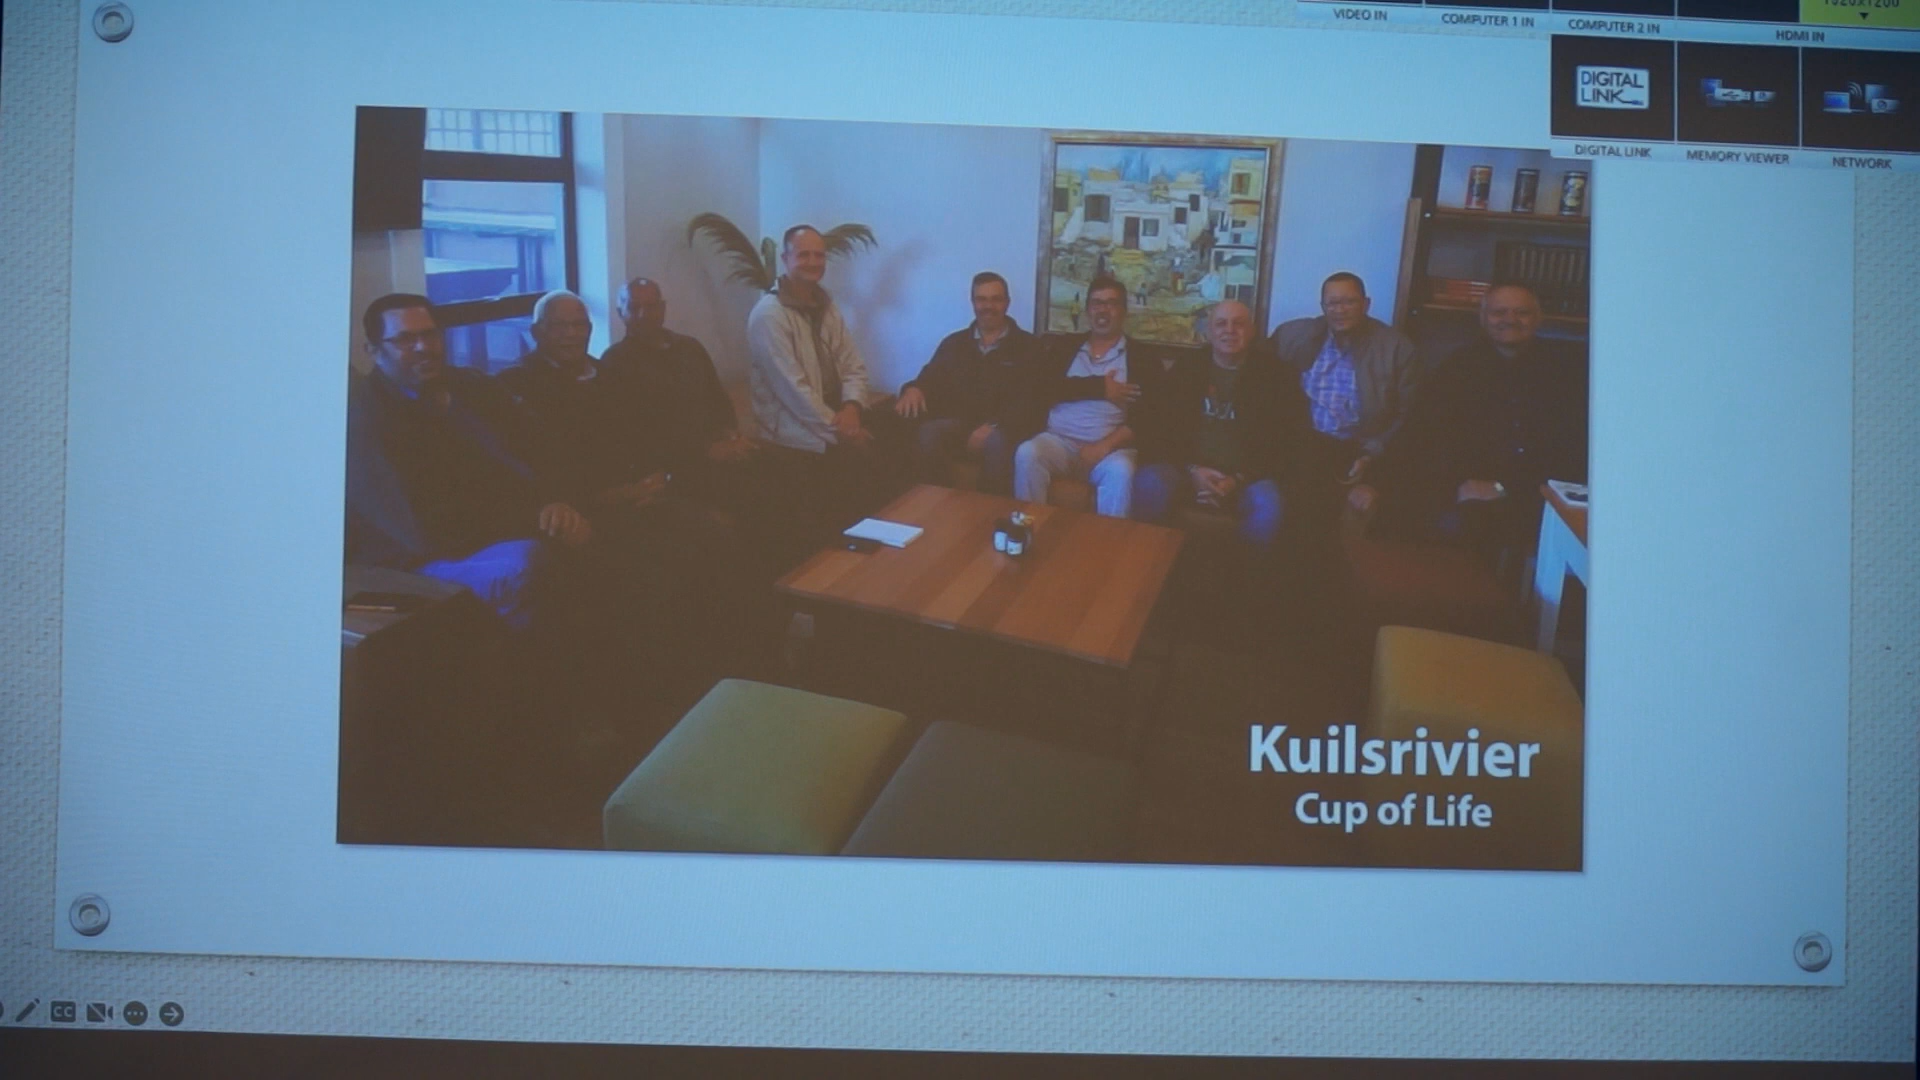 VIDEO IN
COMPUTER 1 IN
COMPUTER 2 IN
HDMI IN
DIGITAL
LINK
DIGITAL LINK
MEMORY VIEWER
NETWORK
Kuilsrivier
Cup of Life
CC